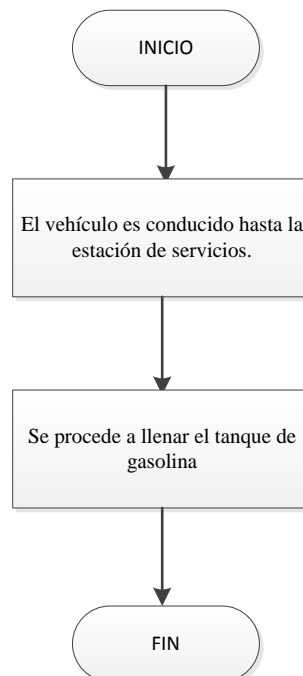 INICIO
El vehículo es conducido hasta la
estación de servicios.
Se procede a llenar el tanque de
gasolina
FIN